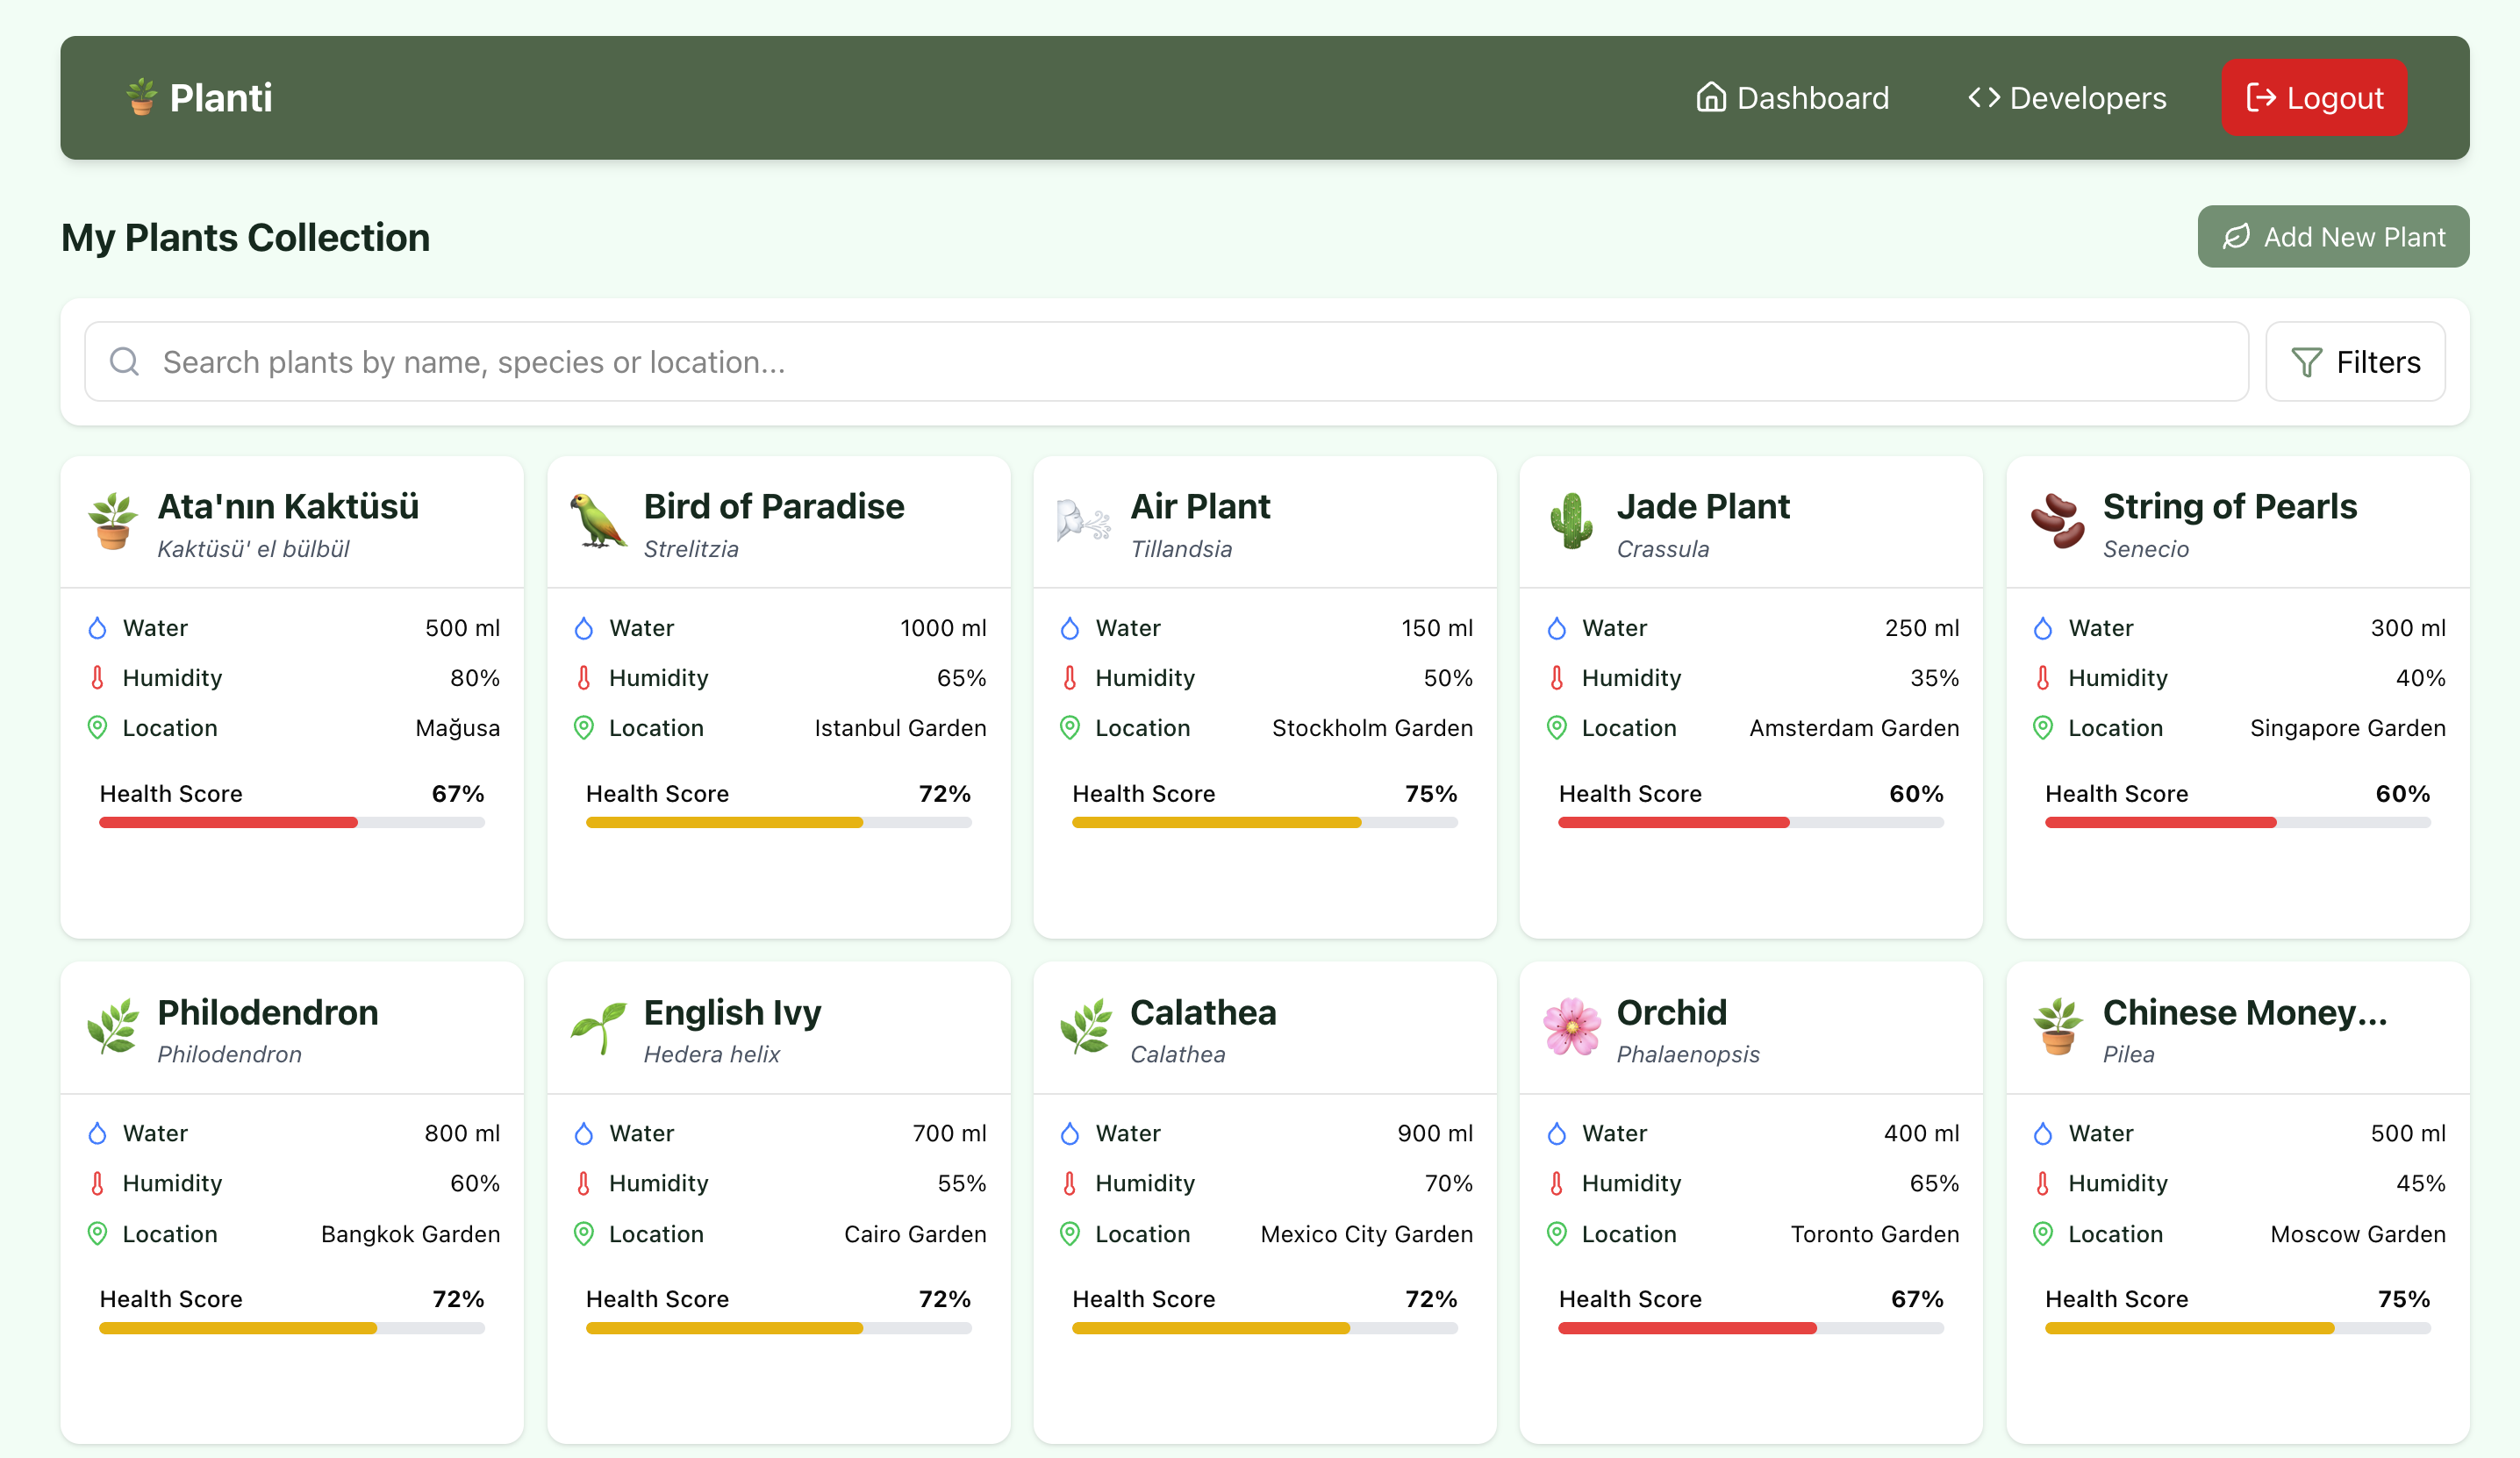 Planti
Dashboard
Developers
Logout
My Plants Collection
Add New Plant
Search plants by name, species or location...
Filters
Ata'nın Kaktüsü
Kaktüsü' el bülbül
Water 500 ml
Humidity 80%
Location Mağusa
Health Score 67%
Bird of Paradise
Strelitzia
Water 1000 ml
Humidity 65%
Location Istanbul Garden
Health Score 72%
Air Plant
Tillandsia
Water 150 ml
Humidity 50%
Location Stockholm Garden
Health Score 75%
Jade Plant
Crassula
Water 250 ml
Humidity 35%
Location Amsterdam Garden
Health Score 60%
String of Pearls
Senecio
Water 300 ml
Humidity 40%
Location Singapore Garden
Health Score 60%
Philodendron
Philodendron
Water 800 ml
Humidity 60%
Location Bangkok Garden
Health Score 72%
English Ivy
Hedera helix
Water 700 ml
Humidity 55%
Location Cairo Garden
Health Score 72%
Calathea
Calathea
Water 900 ml
Humidity 70%
Location Mexico City Garden
Health Score 72%
Orchid
Phalaenopsis
Water 400 ml
Humidity 65%
Location Toronto Garden
Health Score 67%
Chinese Money...
Pilea
Water 500 ml
Humidity 45%
Location Moscow Garden
Health Score 75%